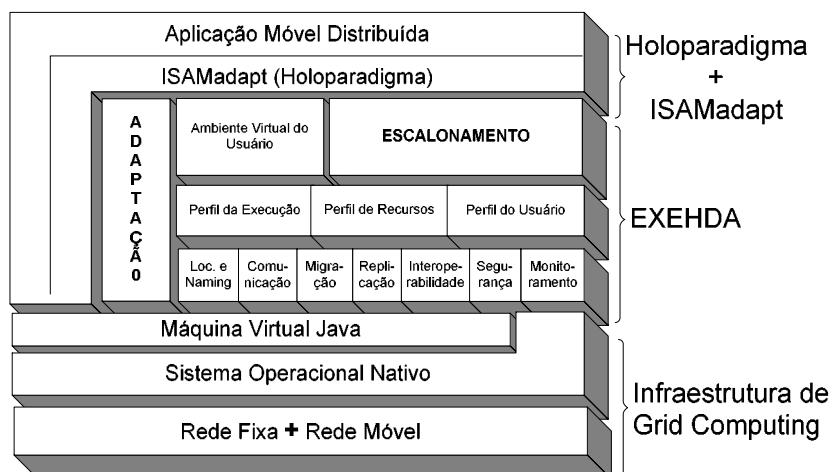 Aplicação Móvel Distribuída
ISAMadapt (Holoparadigma)
Holoparadigma
+
ISAMadapt
A
D
A
P
T
A
Ç
Ã
O
Ambiente Virtual do
Usuário
ESCALONAMENTO
Perfil da Execução
Perfil de Recursos
Perfil do Usuário
EXEHDA
Loc. e
Naming
Comu-
nicação
Migra-
ção
Repli-
cação
Interope-
rabilidade
Segu-
rança
Monito-
ramento
Máquina Virtual Java
Sistema Operacional Nativo
Rede Fixa + Rede Móvel
Infraestrutura de
Grid Computing